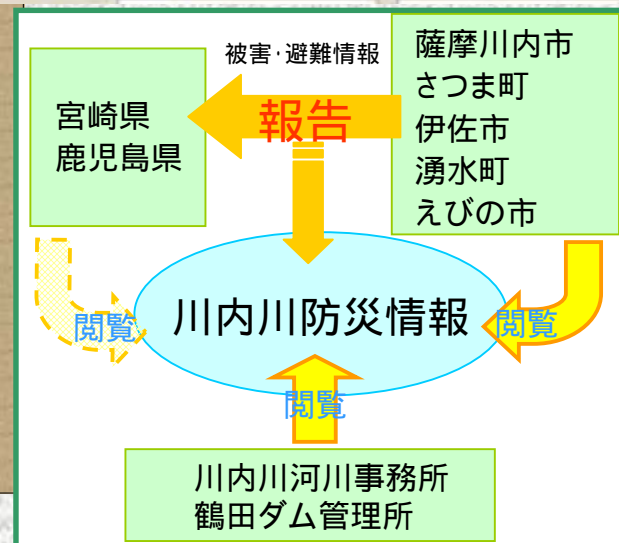 被害・避難情報
報告
宮崎県
鹿児島県
薩摩川内市
さつま町
伊佐市
湧水町
えびの市
閲覧
川内川防災情報
閲覧
閲覧
川内川河川事務所
鶴田ダム管理所